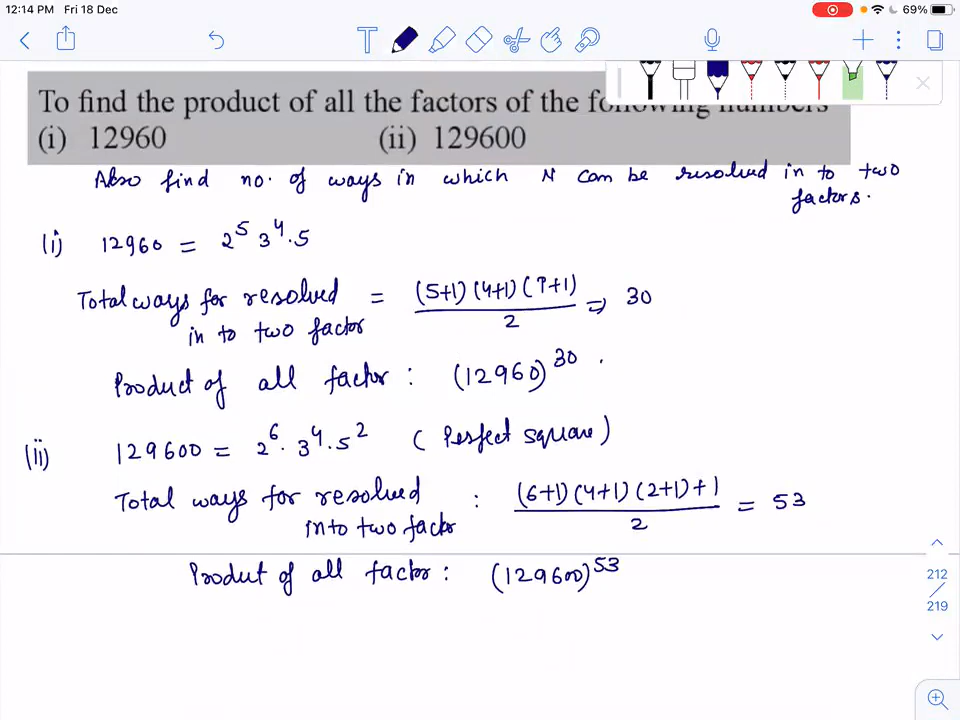 12:14 PM Fri 18 Dec 69%
To find the product of all the factors of the following numbers
(i) 12960 (ii) 129600
Also find no. of ways in which N can be resolved in to two
factors.
(i) 12960 = 2^5 3^4 . 5
Total ways for resolved = (5+1) (4+1) (1+1) / 2 => 30
in to two factor
Product of all factor : (12960)^30 .
(ii) 129600 = 2^6 . 3^4 . 5^2 ( Perfect square )
Total ways for resolved : (6+1) (4+1) (2+1) + 1 / 2 = 53
into two factor
Product of all factor : (129600)^53
212
219